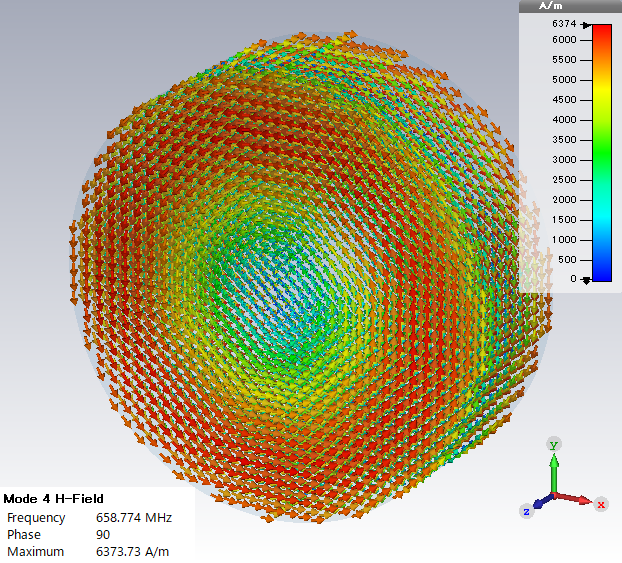 A/m
6374
6000
5500
5000
4500
4000
3500
3000
2500
2000
1500
1000
500
0
y
x
z
Mode 4 H-Field
Frequency 658.774 MHz
Phase 90
Maximum 6373.73 A/m